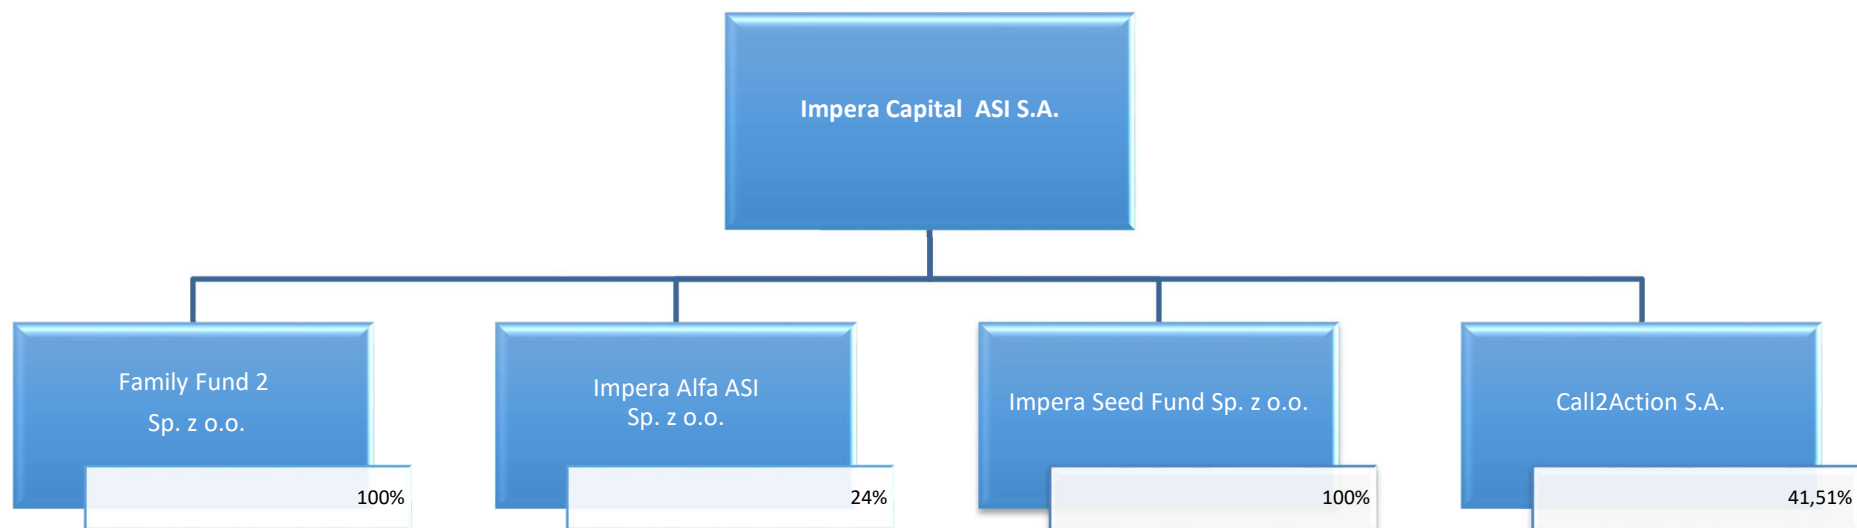 Impera Capital ASI S.A.
Family Fund 2
Sp. z o.o.
100%
Impera Alfa ASI
Sp. z o.o.
24%
Impera Seed Fund Sp. z o.o.
100%
Call2Action S.A.
41,51%